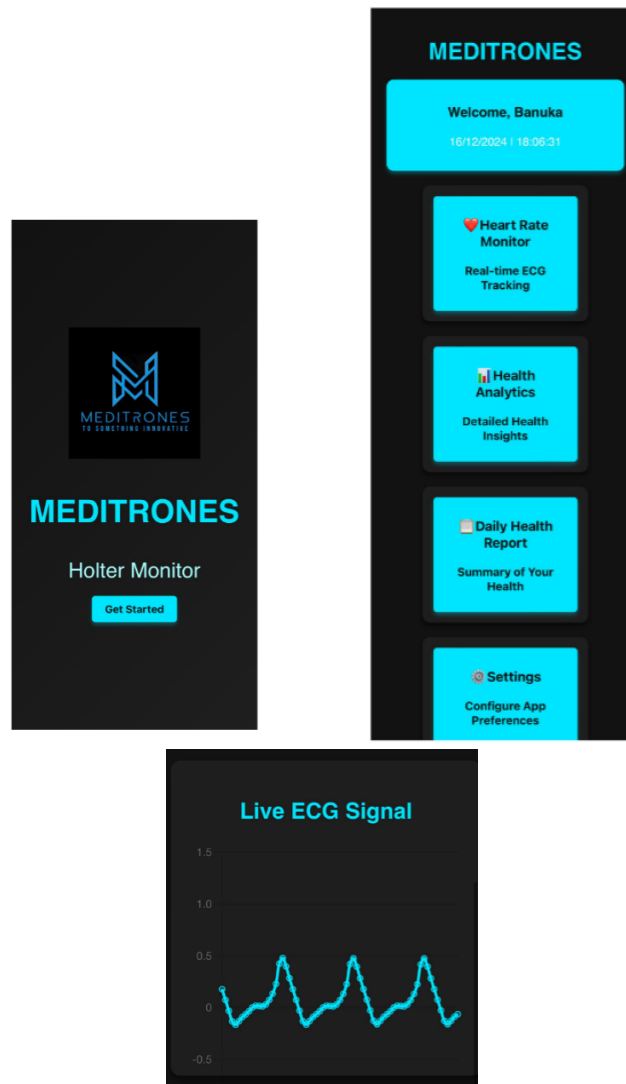 MEDITRONES
TO SOMETHING INNOVATIVE
MEDITRONES
Holter Monitor
Get Started
MEDITRONES
Welcome, Banuka
16/12/2024 | 18:06:31
❤️Heart Rate
Monitor
Real-time ECG
Tracking
📊Health
Analytics
Detailed Health
Insights
📋Daily Health
Report
Summary of Your
Health
⚙️Settings
Configure App
Preferences
Live ECG Signal
1.5
1.0
0.5
0
-0.5